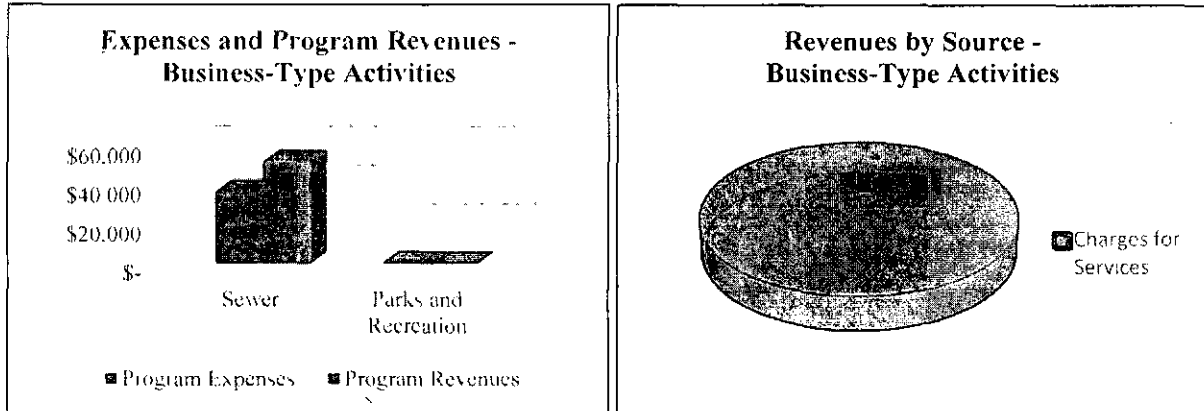 Expenses and Program Revenues -
Business-Type Activities
$60.000
$40 000
$20.000
$-
Sewer
Parks and
Recreation
Program Expenses
Program Revenues
Revenues by Source -
Business-Type Activities
Charges for
Services